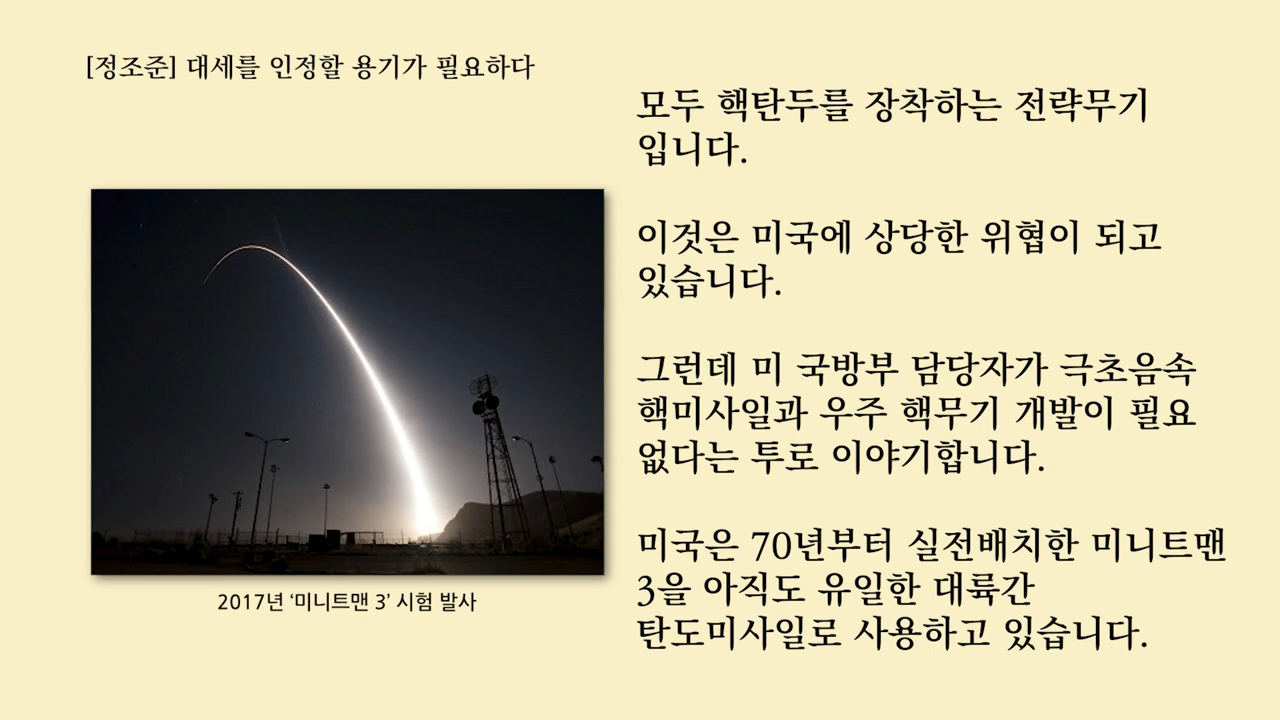 [정조준] 대세를 인정할 용기가 필요하다
모두 핵탄두를 장착하는 전략무기
입니다.
이것은 미국에 상당한 위협이 되고
있습니다.
그런데 미 국방부 담당자가 극초음속
핵미사일과 우주 핵무기 개발이 필요
없다는 투로 이야기합니다.
미국은 70년부터 실전배치한 미니트맨
3을 아직도 유일한 대륙간
탄도미사일로 사용하고 있습니다.
2017년 ‘미니트맨 3’ 시험 발사